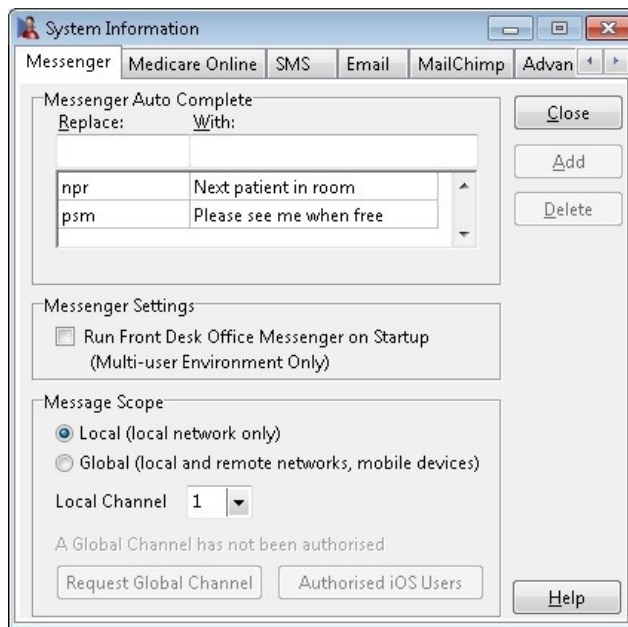 System Information
Messenger Medicare Online SMS Email MailChimp Advan
Messenger Auto Complete
Replace: With:
Close
Add
npr Next patient in room
psm Please see me when free
Delete
Messenger Settings
Run Front Desk Office Messenger on Startup
(Multi-user Environment Only)
Message Scope
Local (local network only)
Global (local and remote networks, mobile devices)
Local Channel 1
A Global Channel has not been authorised
Request Global Channel Authorised iOS Users
Help